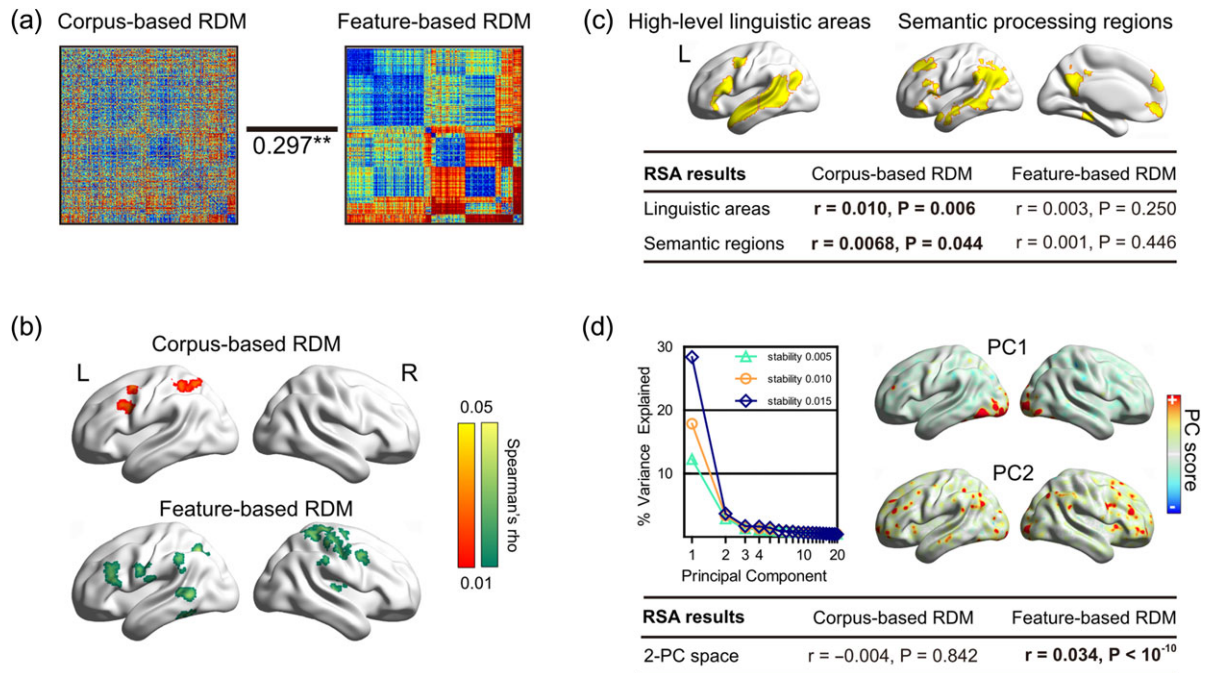 (a)
Corpus-based RDM
Feature-based RDM
0.297**
(b)
Corpus-based RDM
L
R
Feature-based RDM
0.05
Spearman's rho
0.01
(c)
High-level linguistic areas
Semantic processing regions
L
RSA results Corpus-based RDM Feature-based RDM
Linguistic areas r = 0.010, P = 0.006 r = 0.003, P = 0.250
Semantic regions r = 0.0068, P = 0.044 r = 0.001, P = 0.446
(d)
30
20
10
% Variance Explained
stability 0.005
stability 0.010
stability 0.015
1 2 3 4 10 20
Principal Component
PC1
PC2
+
PC score
-
RSA results Corpus-based RDM Feature-based RDM
2-PC space r = −0.004, P = 0.842 r = 0.034, P < 10⁻¹⁰